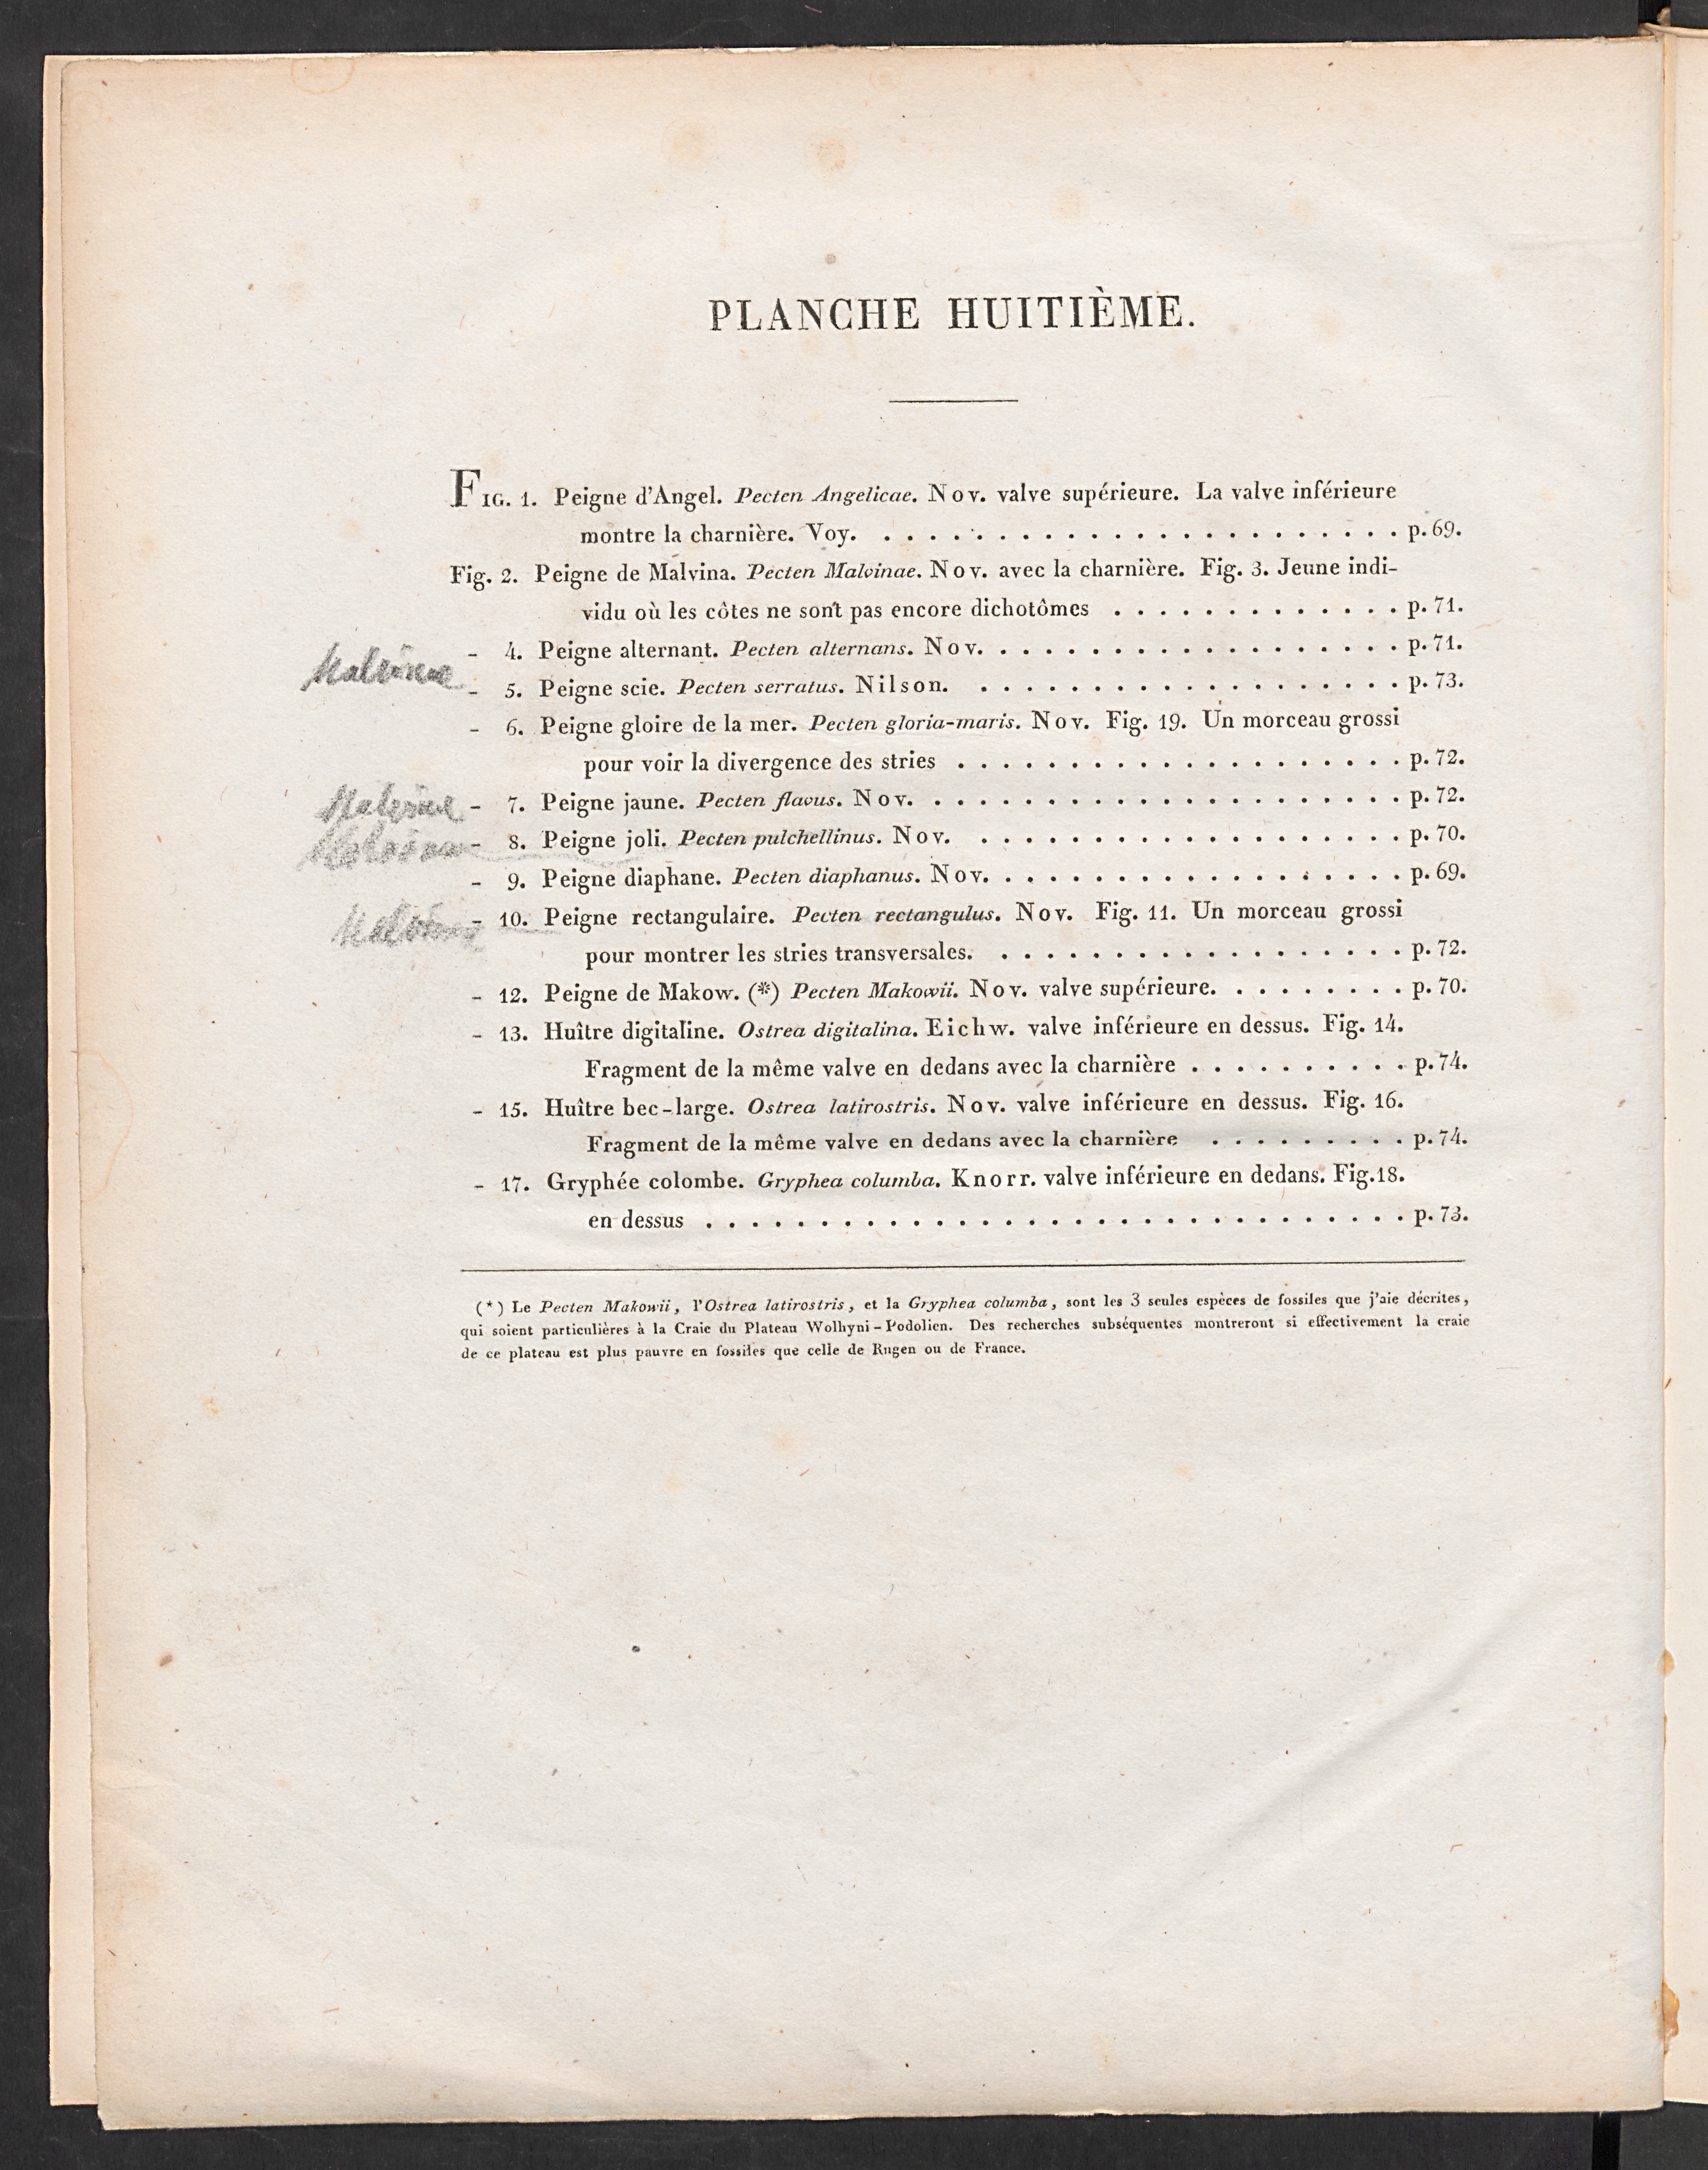 PLANCHE HUITIÈME.
FIG. 1. Peigne d'Angel. Pecten Angelicae. Nov. valve supérieure. La valve inférieure
montre la charnière. Voy. . . . . . . . . . . . . . . . . . . . . . . . p. 69.
Fig. 2. Peigne de Malvina. Pecten Malvinae. Nov. avec la charnière. Fig. 3. Jeune indi-
vidu où les côtes ne sont pas encore dichotômes . . . . . . . . . . . . . p. 71.
- 4. Peigne alternant. Pecten alternans. Nov. . . . . . . . . . . . . . . . . . . p. 71.
Malvinae - 5. Peigne scie. Pecten serratus. Nilson. . . . . . . . . . . . . . . . . . . . p. 73.
- 6. Peigne gloire de la mer. Pecten gloria-maris. Nov. Fig. 19. Un morceau grossi
pour voir la divergence des stries . . . . . . . . . . . . . . . . . . . . p. 72.
Malvinae - 7. Peigne jaune. Pecten flavus. Nov. . . . . . . . . . . . . . . . . . . . . . p. 72.
Malvinae - 8. Peigne joli. Pecten pulchellinus. Nov. . . . . . . . . . . . . . . . . . . . p. 70.
- 9. Peigne diaphane. Pecten diaphanus. Nov. . . . . . . . . . . . . . . . . . . p. 69.
Malvinae - 10. Peigne rectangulaire. Pecten rectangulus. Nov. Fig. 11. Un morceau grossi
pour montrer les stries transversales. . . . . . . . . . . . . . . . . . . p. 72.
- 12. Peigne de Makow. (*) Pecten Makowii. Nov. valve supérieure. . . . . . . . . p. 70.
- 13. Huître digitaline. Ostrea digitalina. Eichw. valve inférieure en dessus. Fig. 14.
Fragment de la même valve en dedans avec la charnière . . . . . . . . . . p. 74.
- 15. Huître bec-large. Ostrea latirostris. Nov. valve inférieure en dessus. Fig. 16.
Fragment de la même valve en dedans avec la charnière . . . . . . . . . p. 74.
- 17. Gryphée colombe. Gryphea columba. Knorr. valve inférieure en dedans. Fig.18.
en dessus . . . . . . . . . . . . . . . . . . . . . . . . . . . . . . . p. 73.
(*) Le Pecten Makowii, l'Ostrea latirostris, et la Gryphea columba, sont les 3 seules espèces de fossiles que j'aie décrites,
qui soient particulières à la Craie du Plateau Wolhyni-Podolien. Des recherches subséquentes montreront si effectivement la craie
de ce plateau est plus pauvre en fossiles que celle de Rugen ou de France.